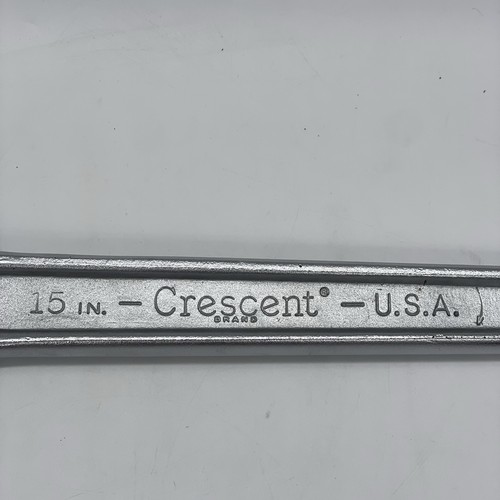 15 IN. — Crescent® — U.S.A.
BRAND